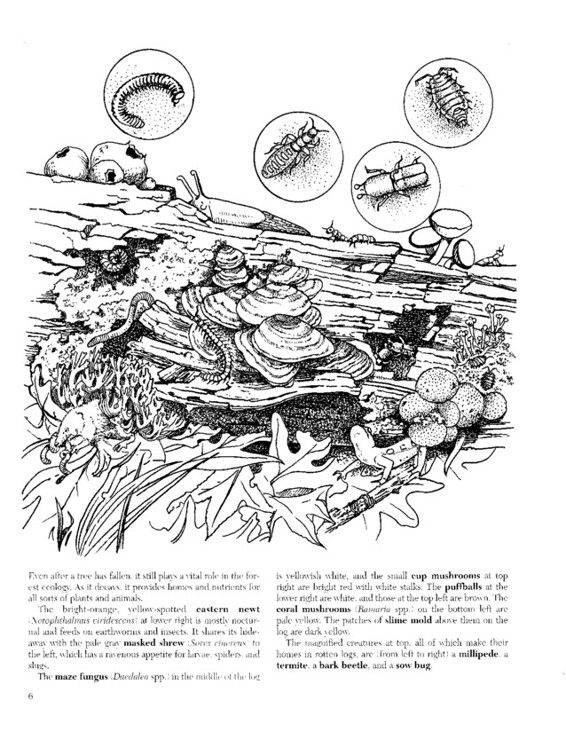 Even after a tree has fallen, it still plays a vital role in the for-
est ecology. As it decays, it provides homes and nutrients for
all sorts of plants and animals.
The bright-orange, yellow-spotted eastern newt
(Notophthalmus viridescens) at lower right is mostly noctur-
nal and feeds on earthworms and insects. It shares its hide-
away with the pale gray masked shrew (Sorex cinereus) to
the left, which has a ravenous appetite for larvae, spiders, and
slugs.
The maze fungus (Daedalea spp.) in the middle of the log
is yellowish white, and the small cup mushrooms at top
right are bright red with white stalks. The puffballs at the
lower right are white, and those at the top left are brown. The
coral mushrooms (Ramaria spp.) on the bottom left are
pale yellow. The patches of slime mold above them on the
log are dark yellow.
The magnified creatures at top, all of which make their
homes in rotten logs, are (from left to right) a millipede, a
termite, a bark beetle, and a sow bug.
6